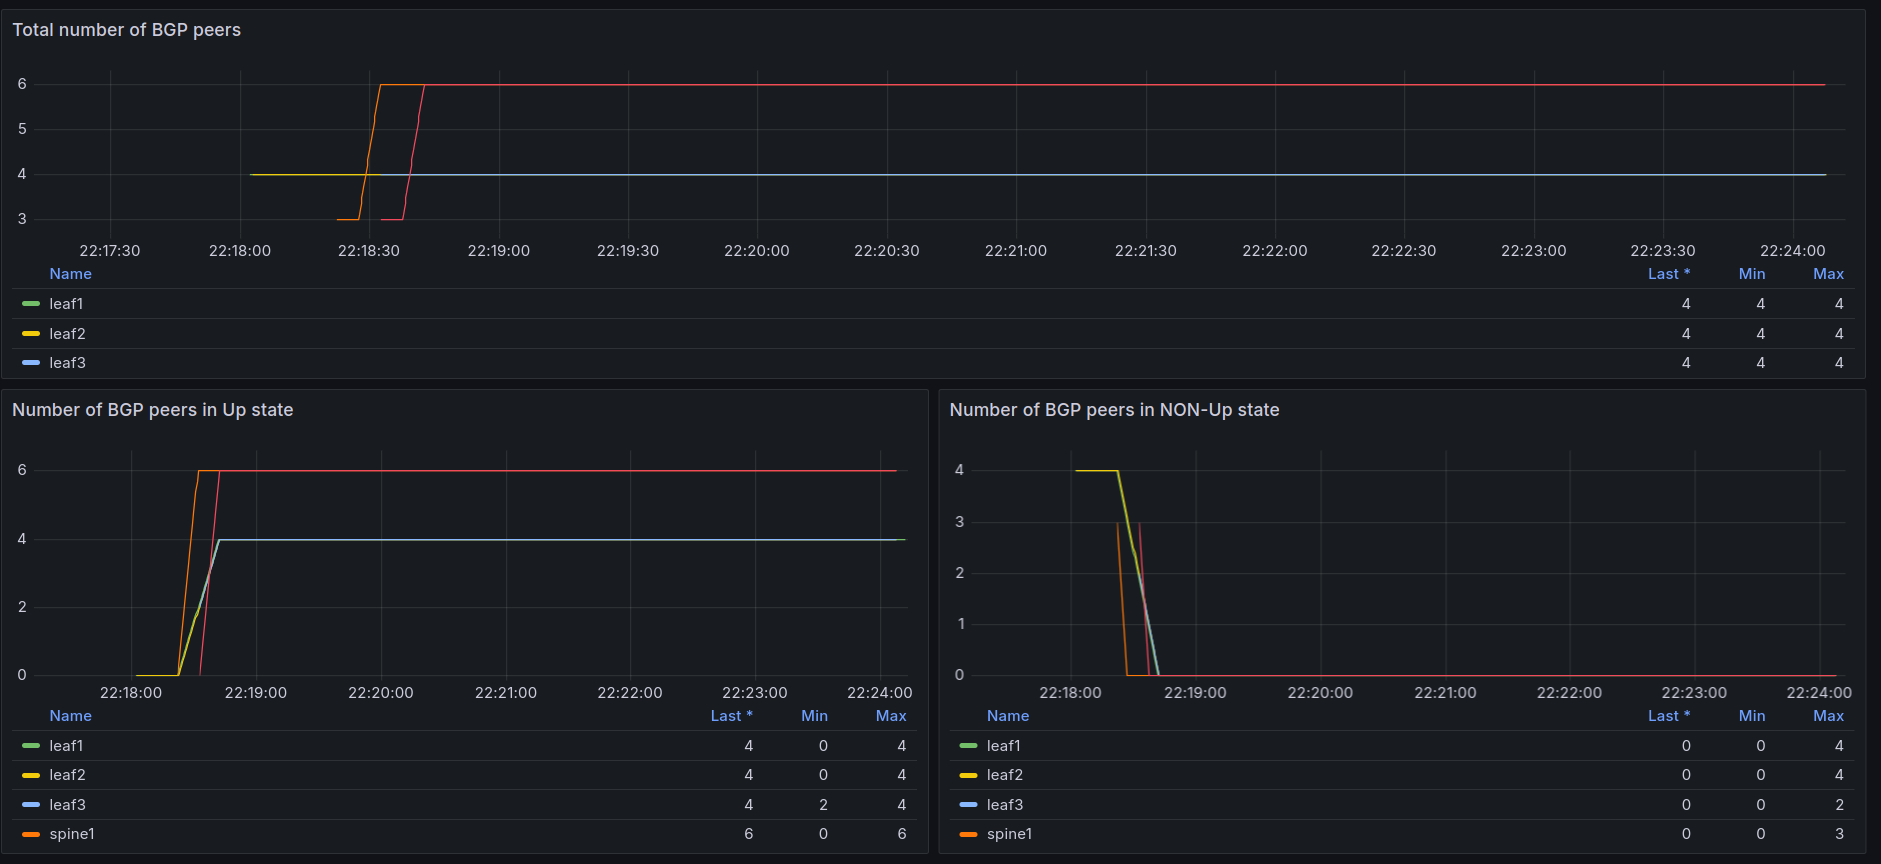 Total number of BGP peers
6
5
4
3
22:17:30 22:18:00 22:18:30 22:19:00 22:19:30 22:20:00 22:20:30 22:21:00 22:21:30 22:22:00 22:22:30 22:23:00 22:23:30 22:24:00
Name Last * Min Max
leaf1 4 4 4
leaf2 4 4 4
leaf3 4 4 4
Number of BGP peers in Up state
6
4
2
0
22:18:00 22:19:00 22:20:00 22:21:00 22:22:00 22:23:00 22:24:00
Name Last * Min Max
leaf1 4 0 4
leaf2 4 0 4
leaf3 4 2 4
spine1 6 0 6
Number of BGP peers in NON-Up state
4
3
2
1
0
22:18:00 22:19:00 22:20:00 22:21:00 22:22:00 22:23:00 22:24:00
Name Last * Min Max
leaf1 0 0 4
leaf2 0 0 4
leaf3 0 0 2
spine1 0 0 3